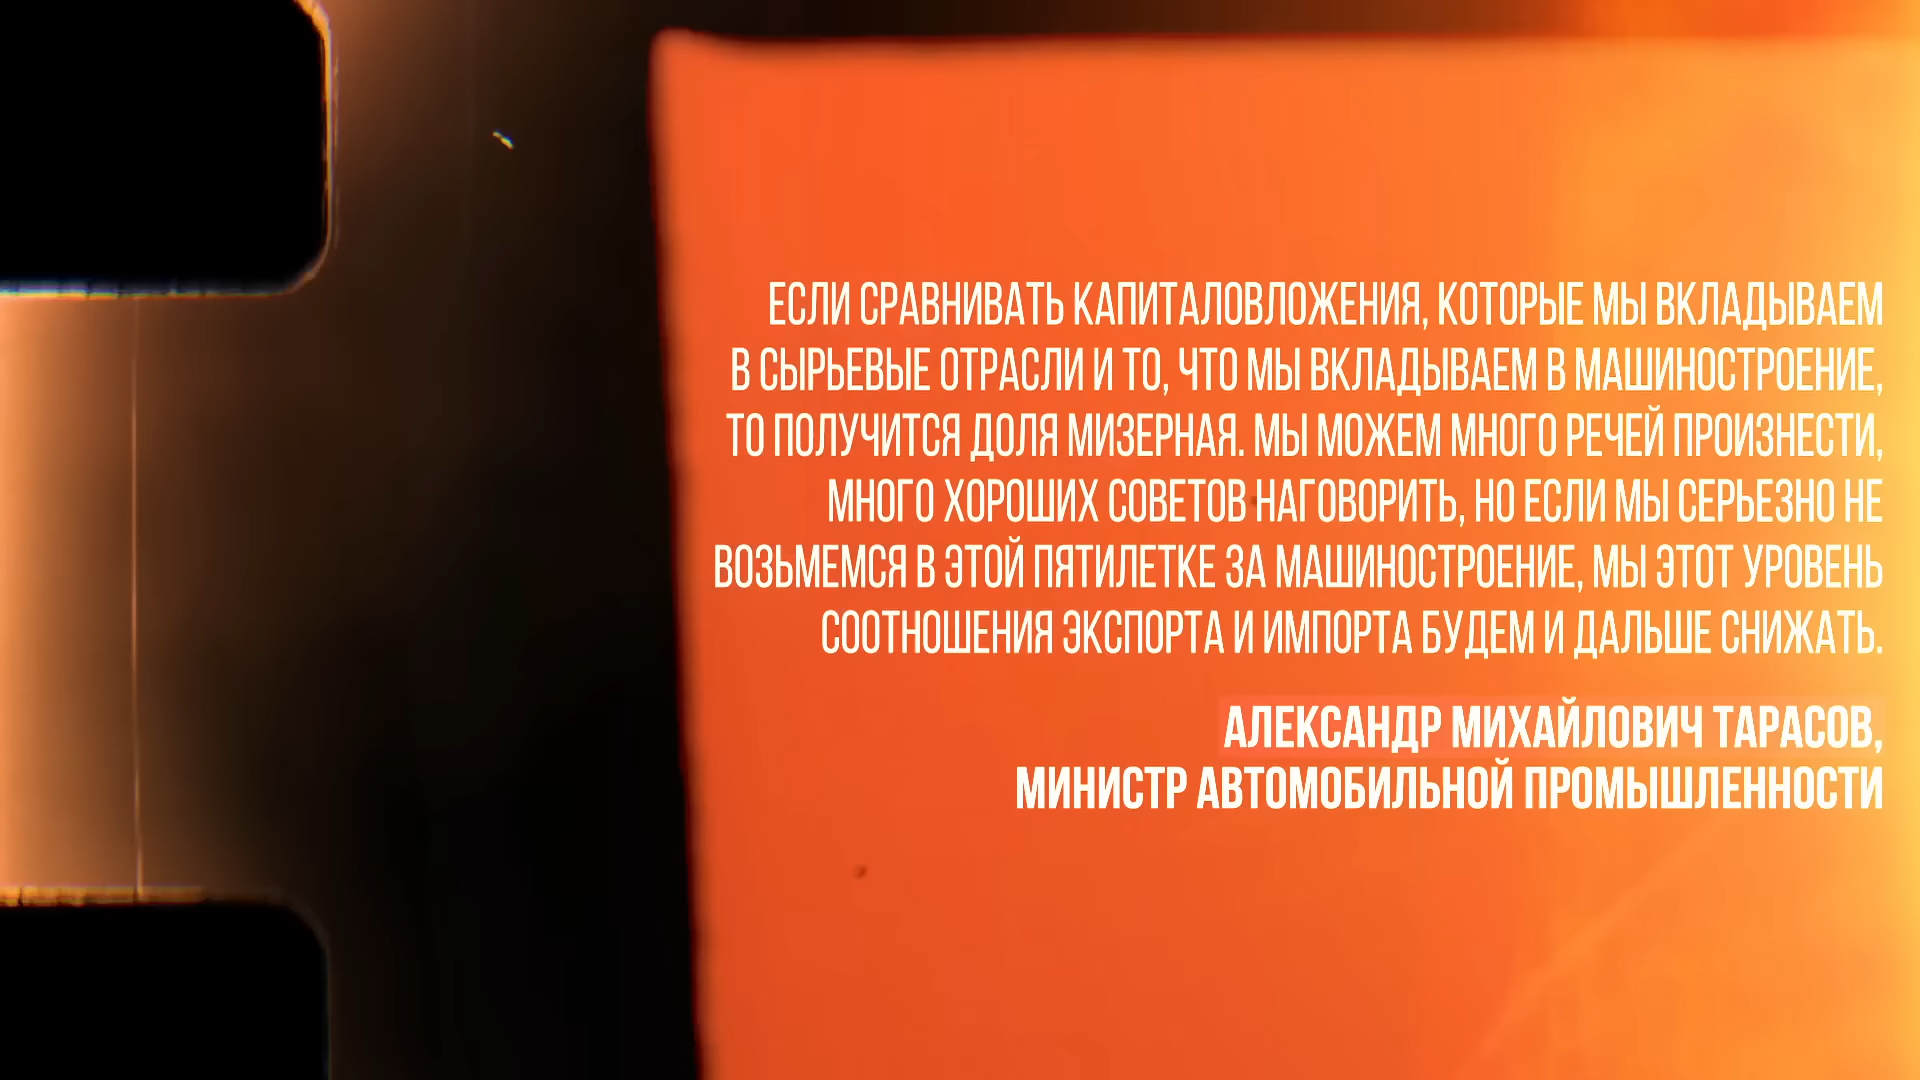 ЕСЛИ СРАВНИВАТЬ КАПИТАЛОВЛОЖЕНИЯ, КОТОРЫЕ МЫ ВКЛАДЫВАЕМ
В СЫРЬЕВЫЕ ОТРАСЛИ И ТО, ЧТО МЫ ВКЛАДЫВАЕМ В МАШИНОСТРОЕНИЕ,
ТО ПОЛУЧИТСЯ ДОЛЯ МИЗЕРНАЯ. МЫ МОЖЕМ МНОГО РЕЧЕЙ ПРОИЗНЕСТИ,
МНОГО ХОРОШИХ СОВЕТОВ НАГОВОРИТЬ, НО ЕСЛИ МЫ СЕРЬЕЗНО НЕ
ВОЗЬМЕМСЯ В ЭТОЙ ПЯТИЛЕТКЕ ЗА МАШИНОСТРОЕНИЕ, МЫ ЭТОТ УРОВЕНЬ
СООТНОШЕНИЯ ЭКСПОРТА И ИМПОРТА БУДЕМ И ДАЛЬШЕ СНИЖАТЬ.
АЛЕКСАНДР МИХАЙЛОВИЧ ТАРАСОВ,
МИНИСТР АВТОМОБИЛЬНОЙ ПРОМЫШЛЕННОСТИ